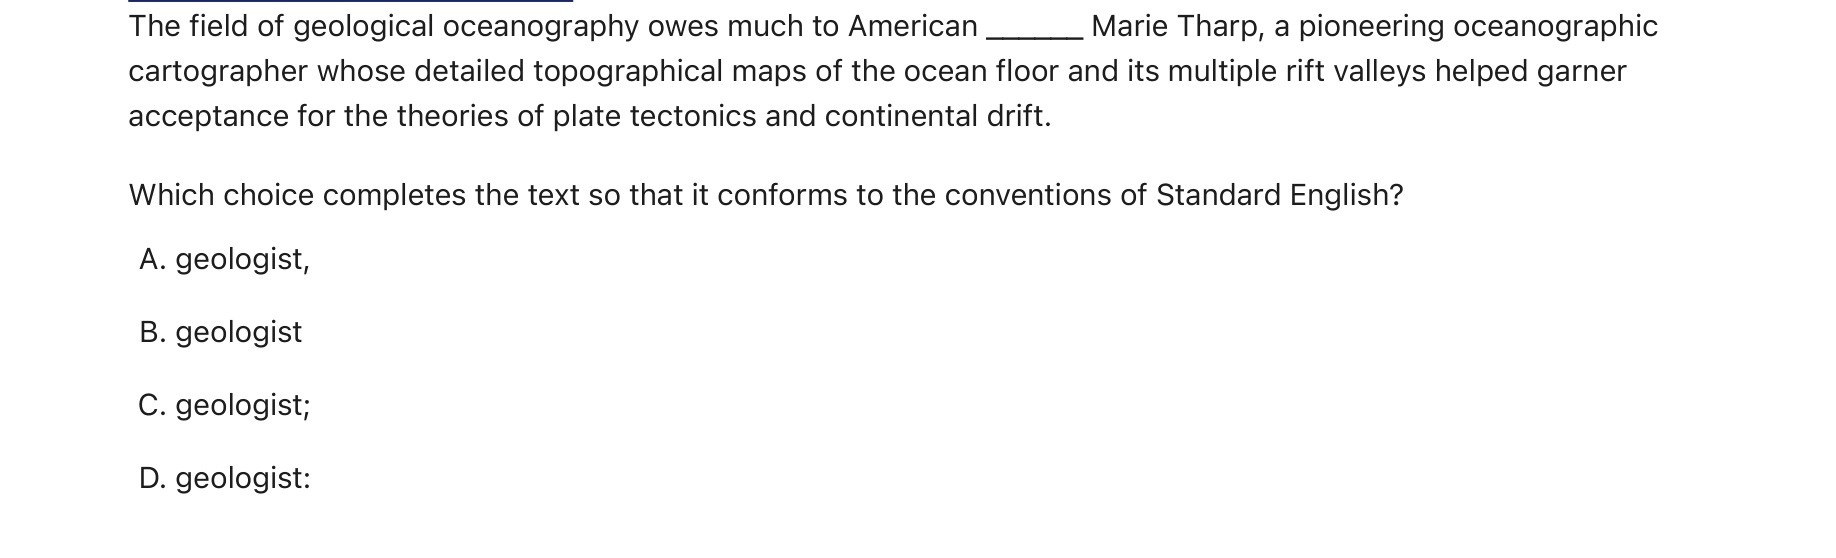 The field of geological oceanography owes much to American ______ Marie Tharp, a pioneering oceanographic
cartographer whose detailed topographical maps of the ocean floor and its multiple rift valleys helped garner
acceptance for the theories of plate tectonics and continental drift.
Which choice completes the text so that it conforms to the conventions of Standard English?
A. geologist,
B. geologist
C. geologist;
D. geologist: